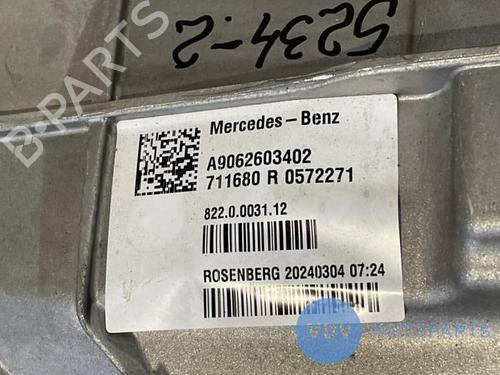 5234-2
B-PARTS
Mercedes-Benz
A9062603402
711680 R 0572271
822.0.0031.12
ROSENBERG 20240304 07:24
VDV